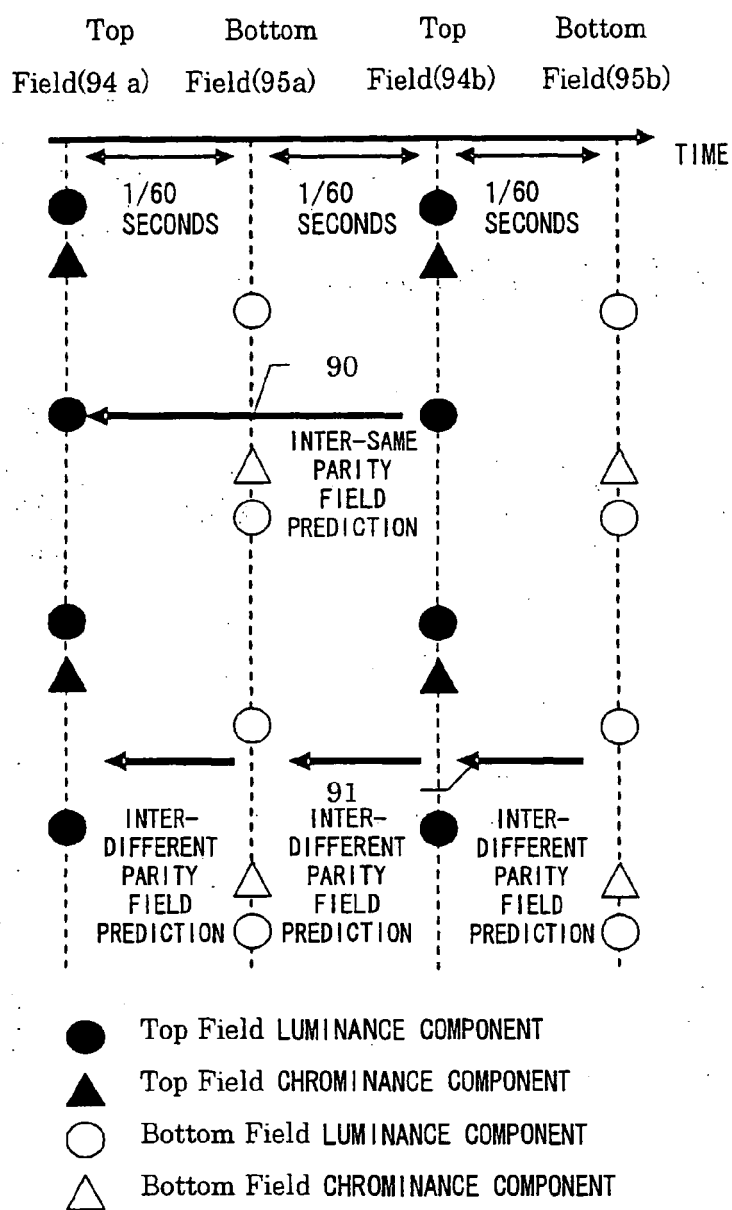 Top Bottom Top Bottom
Field(94 a) Field(95a) Field(94b) Field(95b)
TIME
1/60 1/60 1/60
SECONDS SECONDS SECONDS
90
INTER-SAME
PARITY
FIELD
PREDICTION
91
INTER- INTER- INTER-
DIFFERENT DIFFERENT DIFFERENT
PARITY PARITY PARITY
FIELD FIELD FIELD
PREDICTION PREDICTION PREDICTION
Top Field LUMINANCE COMPONENT
Top Field CHROMINANCE COMPONENT
Bottom Field LUMINANCE COMPONENT
Bottom Field CHROMINANCE COMPONENT